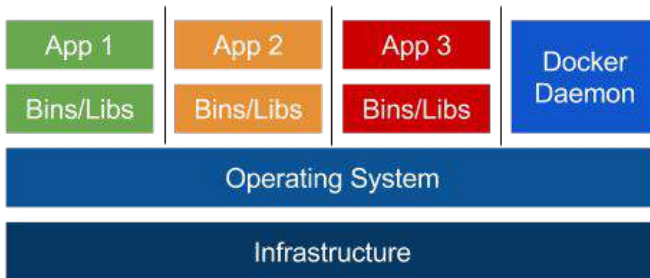 App 1
App 2
App 3
Docker
Daemon
Bins/Libs
Bins/Libs
Bins/Libs
Operating System
Infrastructure